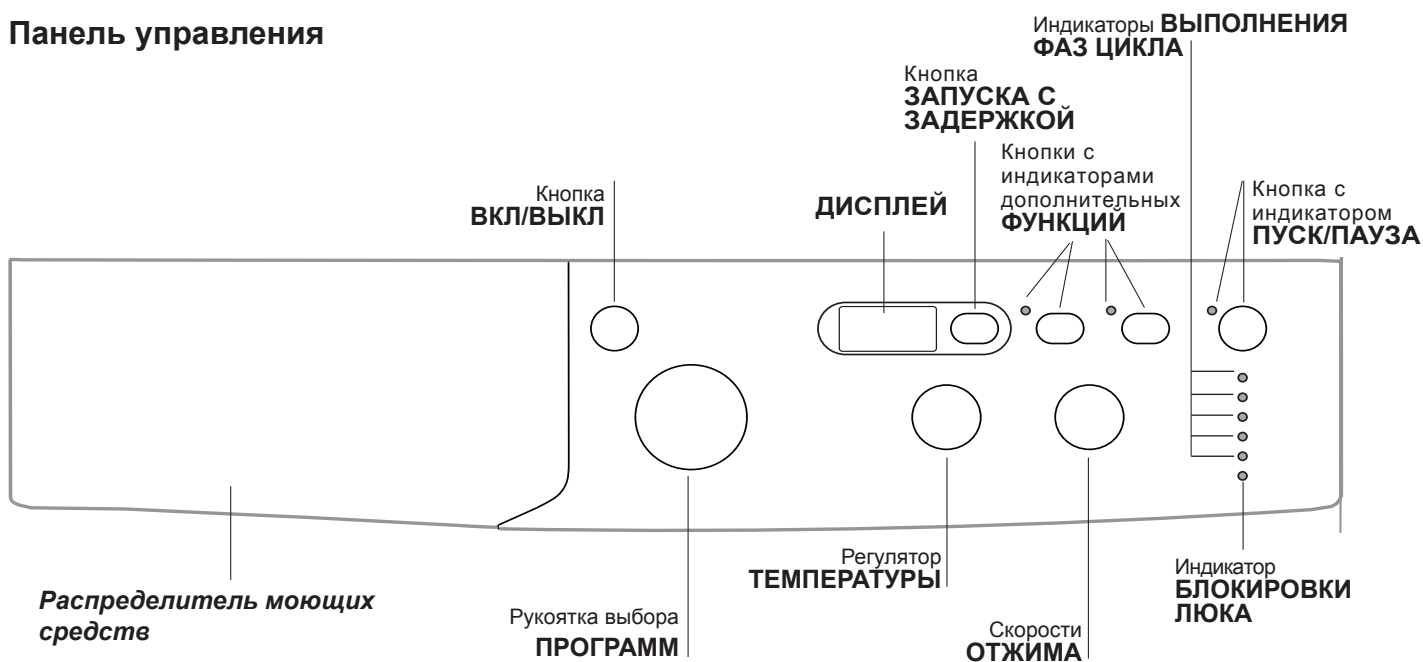 Панель управления
Индикаторы ВЫПОЛНЕНИЯ
ФАЗ ЦИКЛА
Кнопка
ЗАПУСКА С
ЗАДЕРЖКОЙ
Кнопки с
индикаторами
дополнительных
ФУНКЦИЙ
Кнопка
ВКЛ/ВЫКЛ
ДИСПЛЕЙ
Кнопка с
индикатором
ПУСК/ПАУЗА
Распределитель моющих
средств
Рукоятка выбора
ПРОГРАММ
Регулятор
ТЕМПЕРАТУРЫ
Скорости
ОТЖИМА
Индикатор
БЛОКИРОВКИ
ЛЮКА